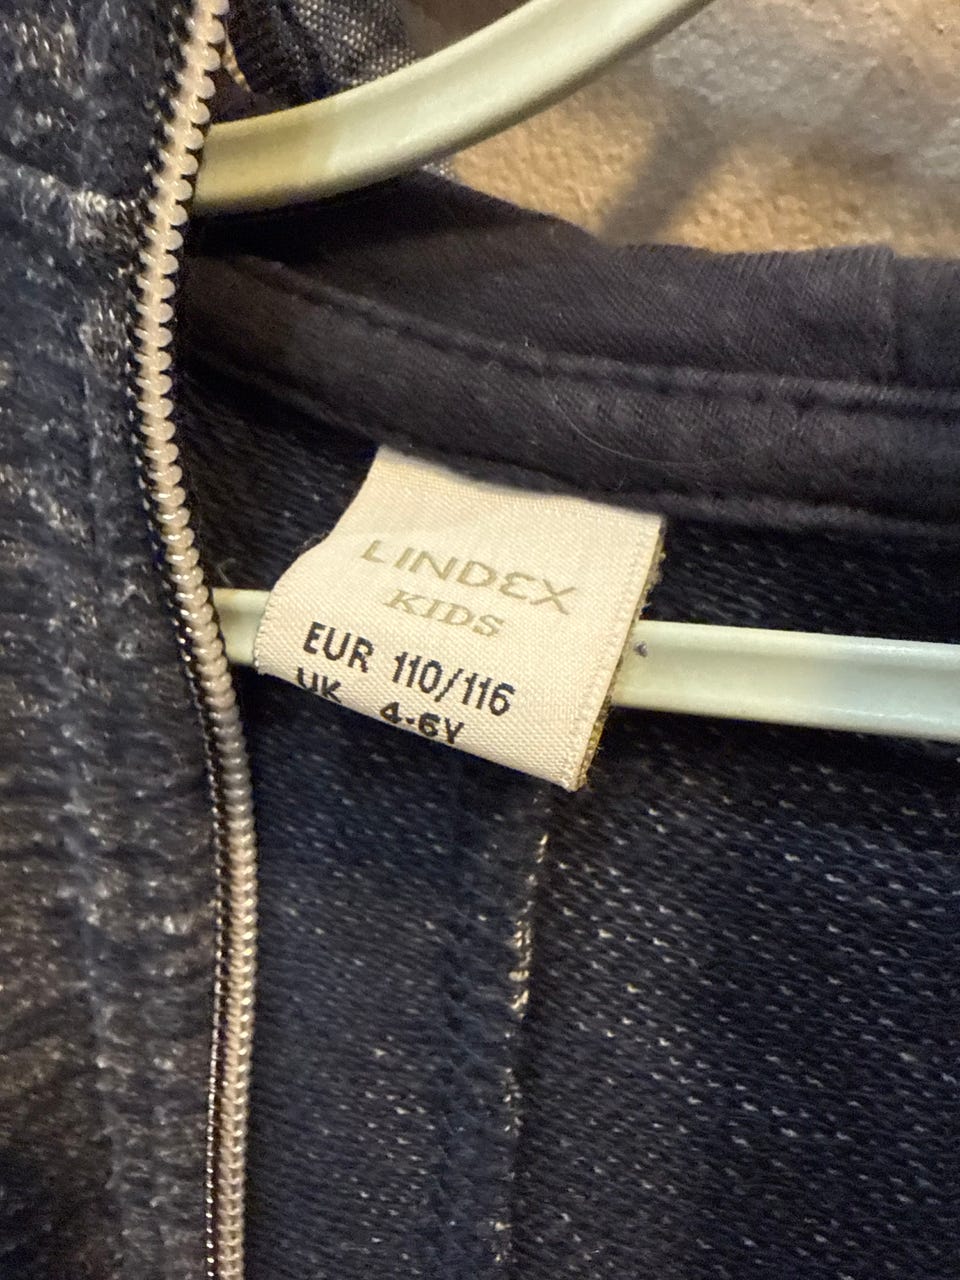 LINDEX
KIDS
EUR 110/116
UK 4-6Y